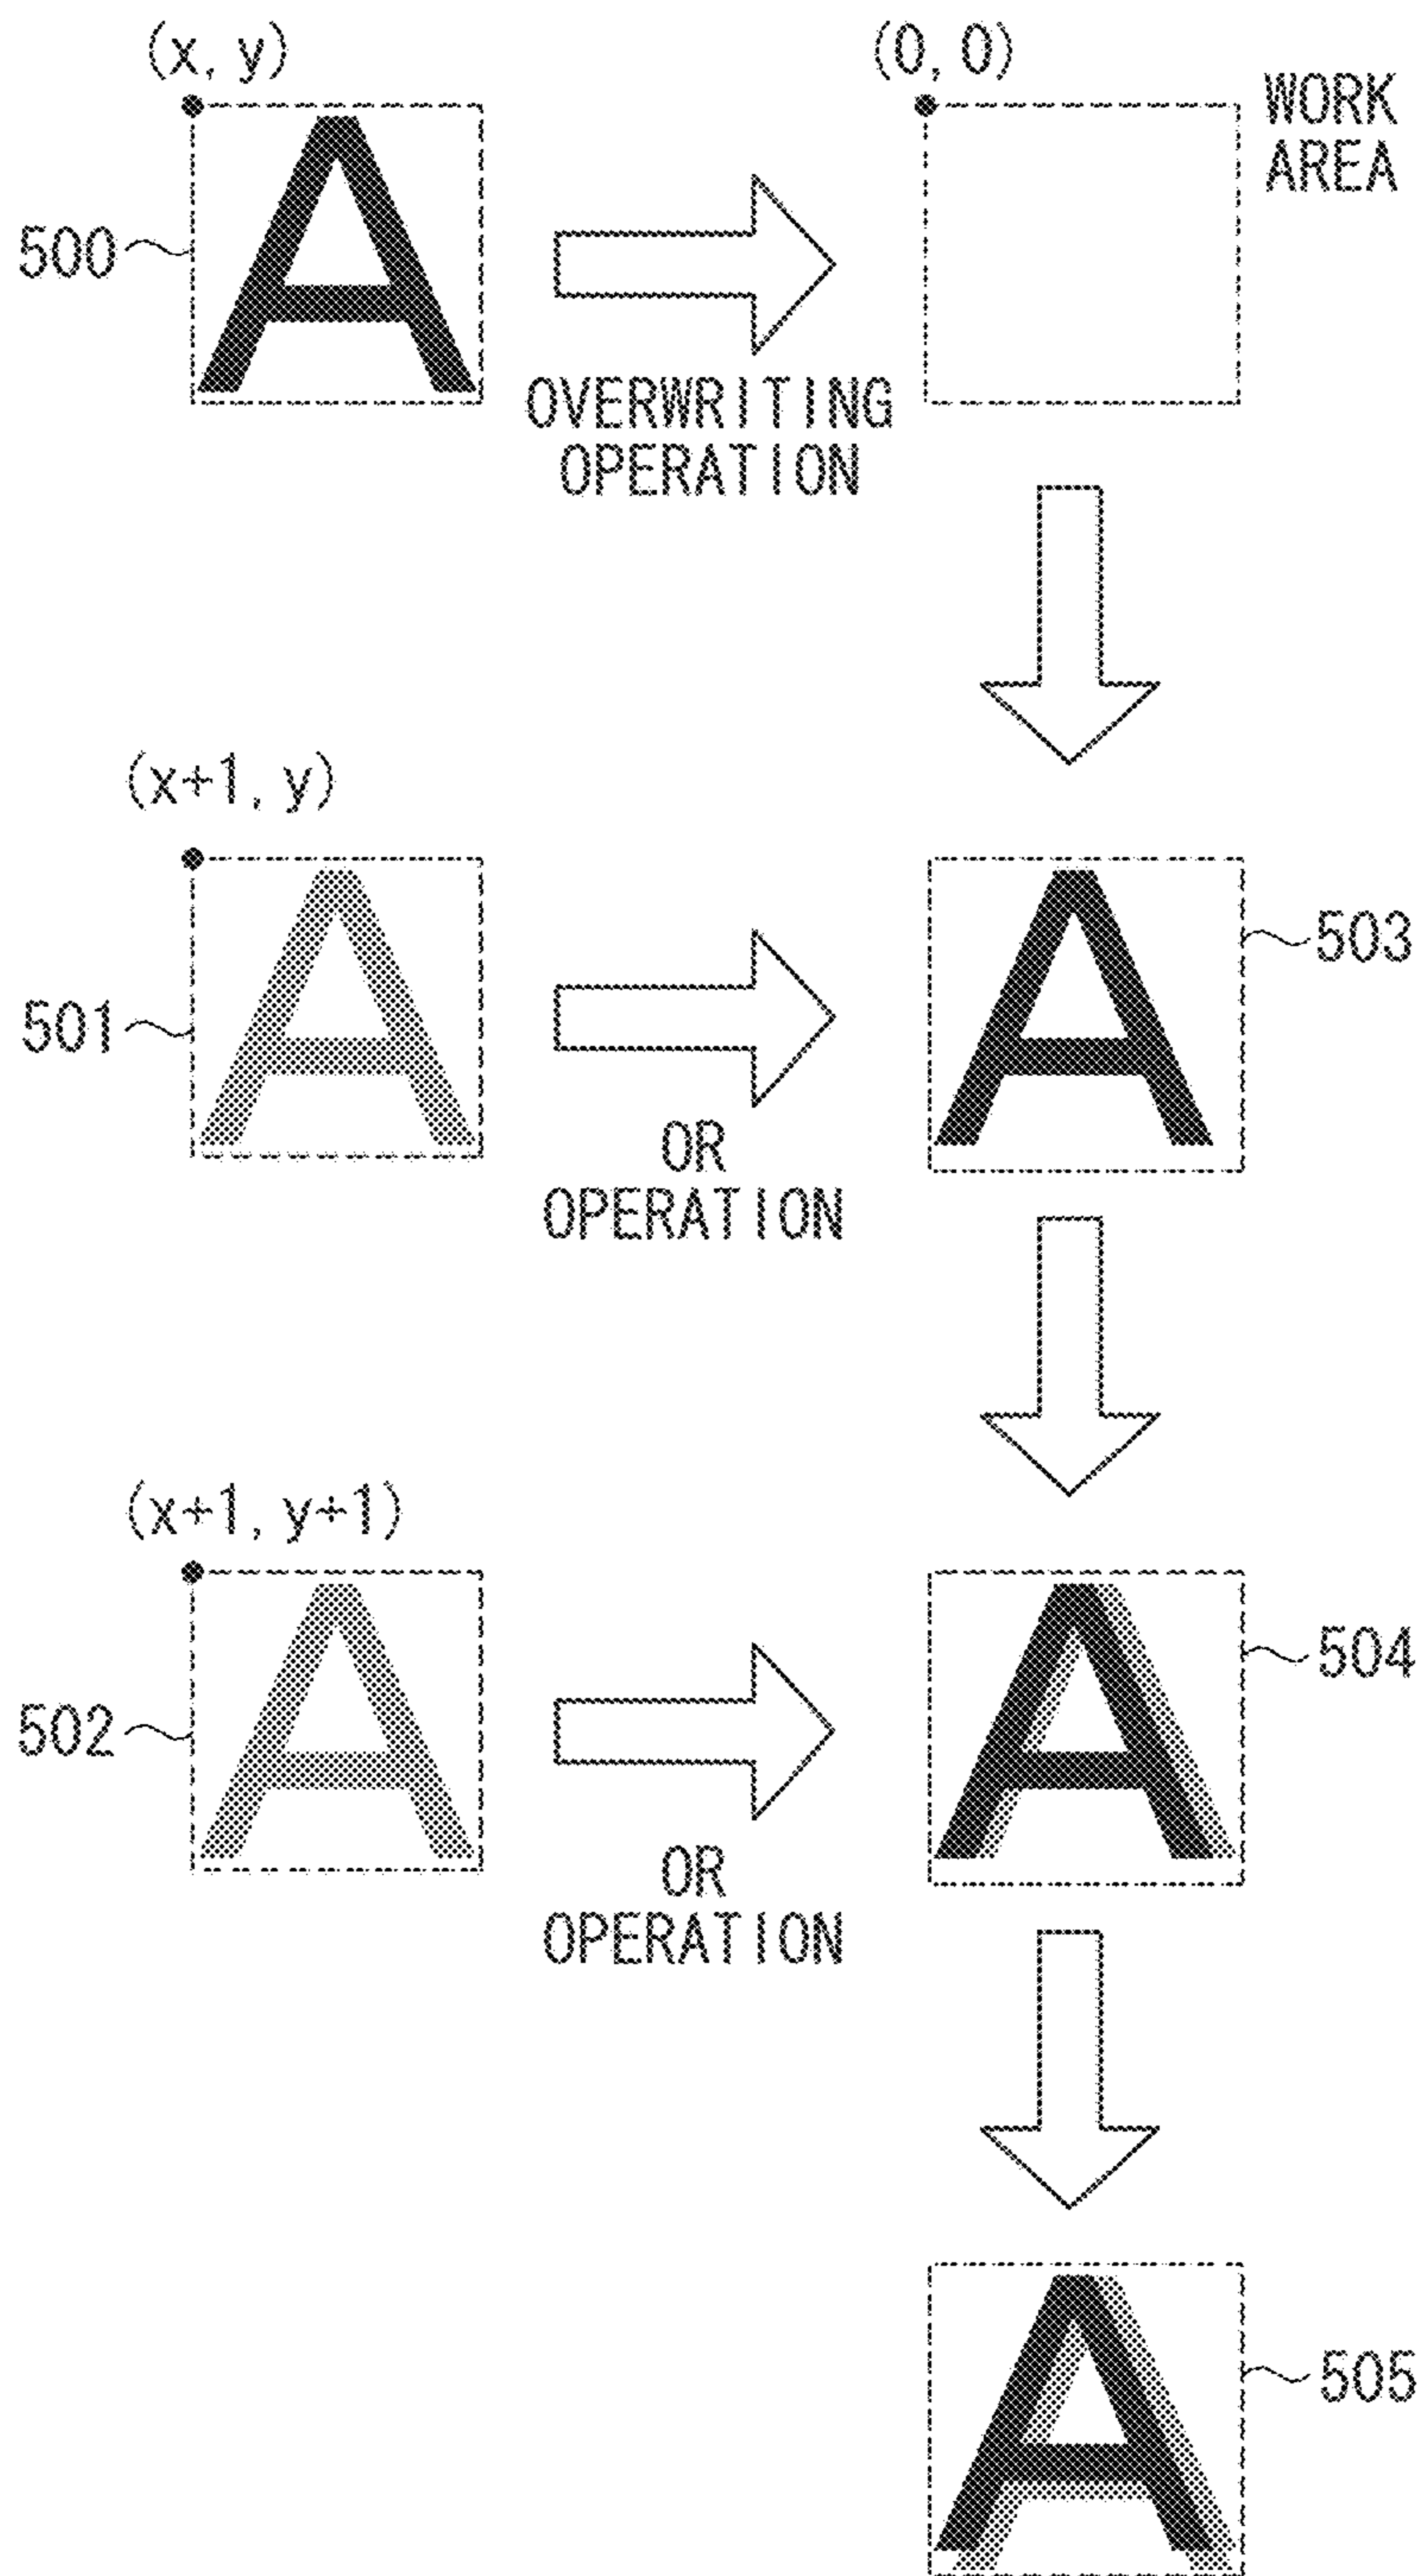 (x, y)
(0, 0)
WORK
AREA
A
500
OVERWRITING
OPERATION
(x+1, y)
A
A
503
501
OR
OPERATION
(x+1, y+1)
A
A
504
502
OR
OPERATION
A
505